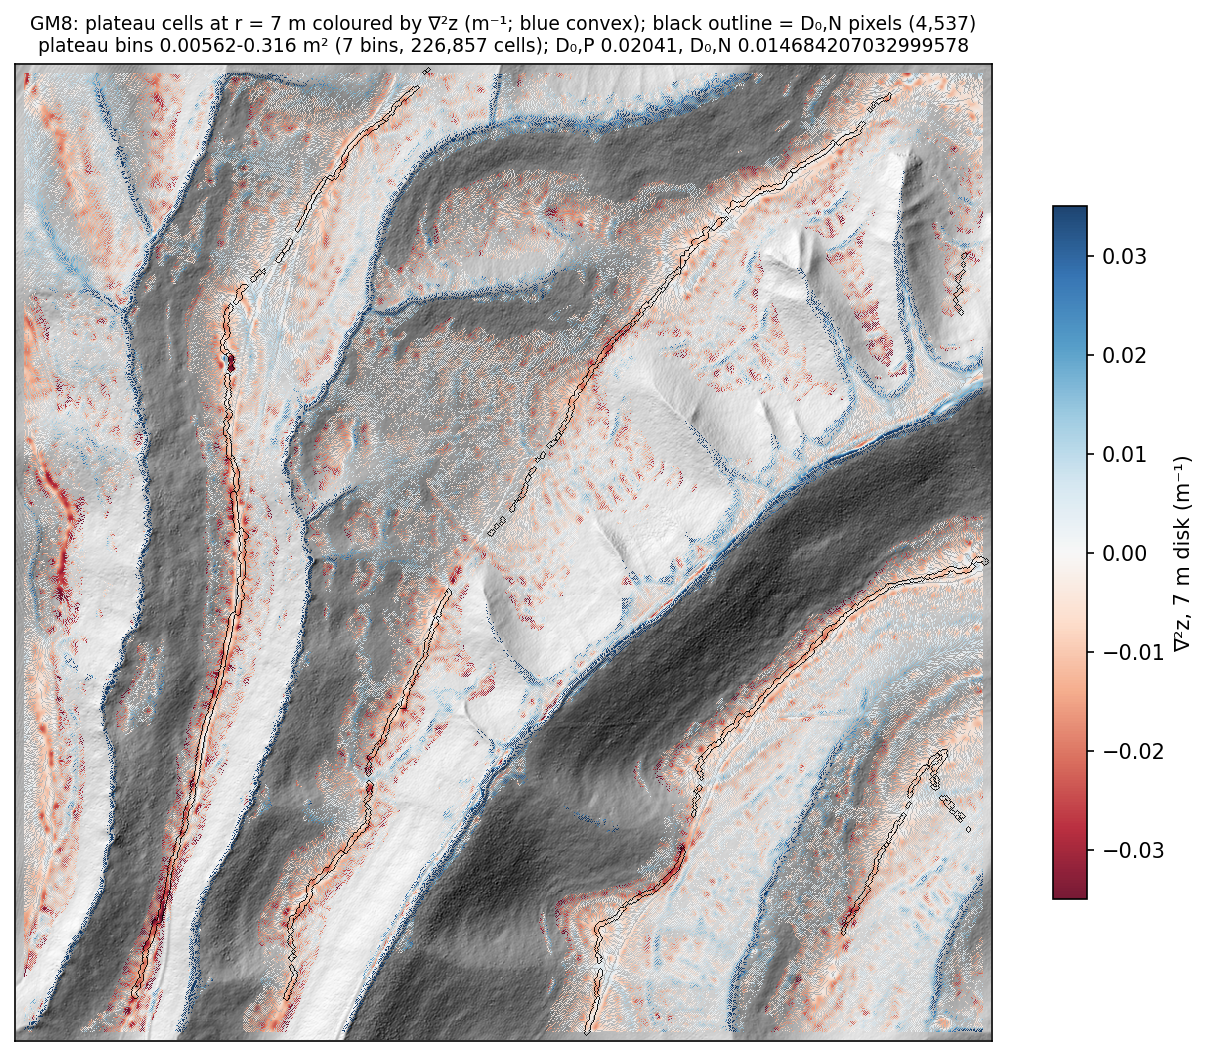 GM8: plateau cells at r = 7 m coloured by ∇²z (m⁻¹; blue convex); black outline = D₀,N pixels (4,537)
plateau bins 0.00562-0.316 m² (7 bins, 226,857 cells); D₀,P 0.02041, D₀,N 0.014684207032999578
0.03
0.02
0.01
0.00
−0.01
−0.02
−0.03
∇²z, 7 m disk (m⁻¹)